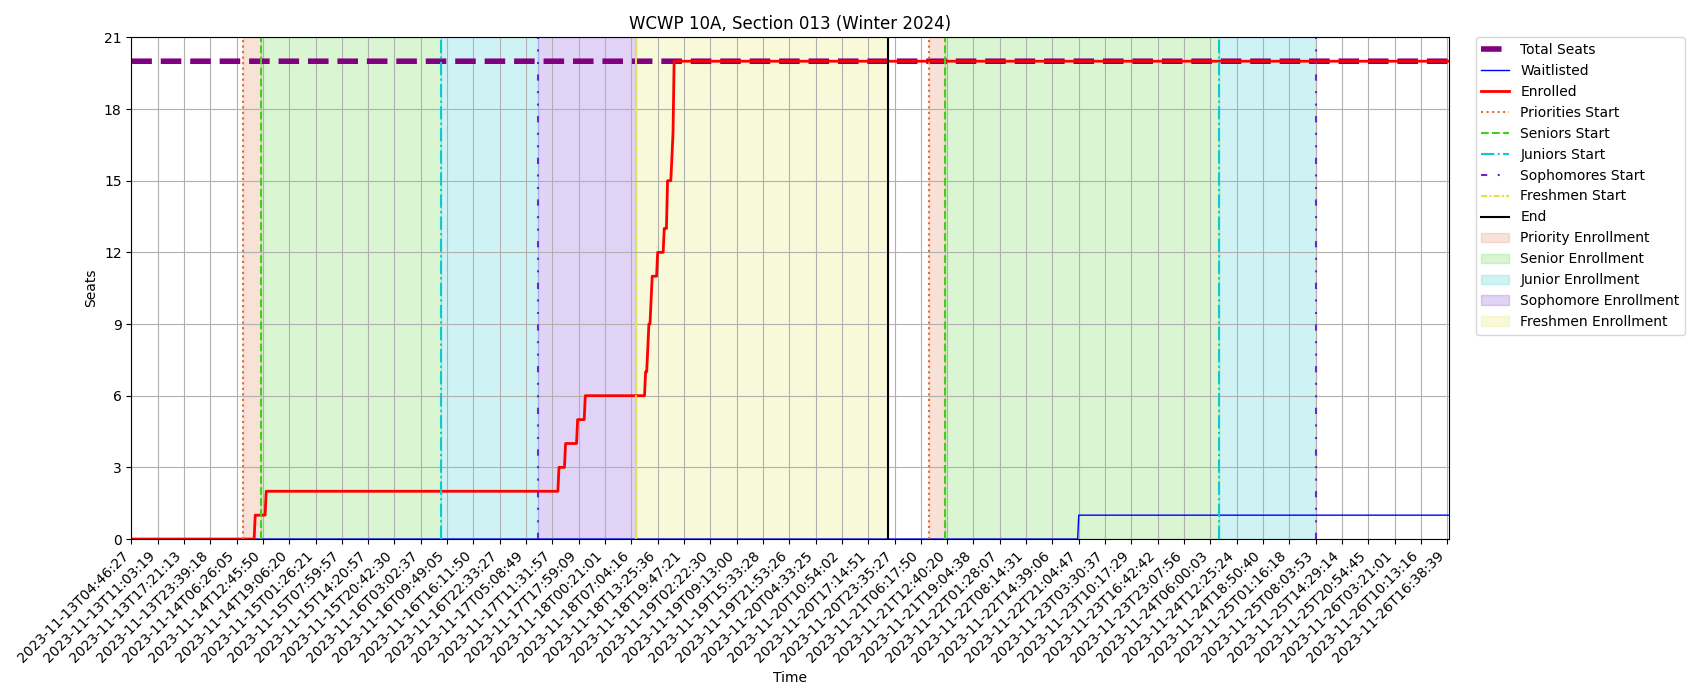 WCWP 10A, Section 013 (Winter 2024)
21
18
15
12
9
6
3
0
Seats
2023-11-13T04:46:27
2023-11-13T11:03:19
2023-11-13T17:21:13
2023-11-13T23:39:18
2023-11-14T06:26:05
2023-11-14T12:45:50
2023-11-14T19:06:20
2023-11-15T01:26:21
2023-11-15T07:59:57
2023-11-15T14:20:57
2023-11-15T20:42:30
2023-11-16T03:02:37
2023-11-16T09:49:05
2023-11-16T16:11:50
2023-11-16T22:33:27
2023-11-17T05:08:49
2023-11-17T11:31:57
2023-11-17T17:59:09
2023-11-18T00:21:01
2023-11-18T07:04:16
2023-11-18T13:25:36
2023-11-18T19:47:21
2023-11-19T02:22:30
2023-11-19T09:13:00
2023-11-19T15:33:28
2023-11-19T21:53:26
2023-11-20T04:33:25
2023-11-20T10:54:02
2023-11-20T17:14:51
2023-11-20T23:35:27
2023-11-21T06:17:50
2023-11-21T12:40:20
2023-11-21T19:04:38
2023-11-22T01:28:07
2023-11-22T08:14:31
2023-11-22T14:39:06
2023-11-22T21:04:47
2023-11-23T03:30:37
2023-11-23T10:17:29
2023-11-23T16:42:42
2023-11-23T23:07:56
2023-11-24T06:00:03
2023-11-24T12:25:24
2023-11-24T18:50:40
2023-11-25T01:16:18
2023-11-25T08:03:53
2023-11-25T14:29:14
2023-11-25T20:54:45
2023-11-26T03:21:01
2023-11-26T10:13:16
2023-11-26T16:38:39
Time
Total Seats
Waitlisted
Enrolled
Priorities Start
Seniors Start
Juniors Start
Sophomores Start
Freshmen Start
End
Priority Enrollment
Senior Enrollment
Junior Enrollment
Sophomore Enrollment
Freshmen Enrollment